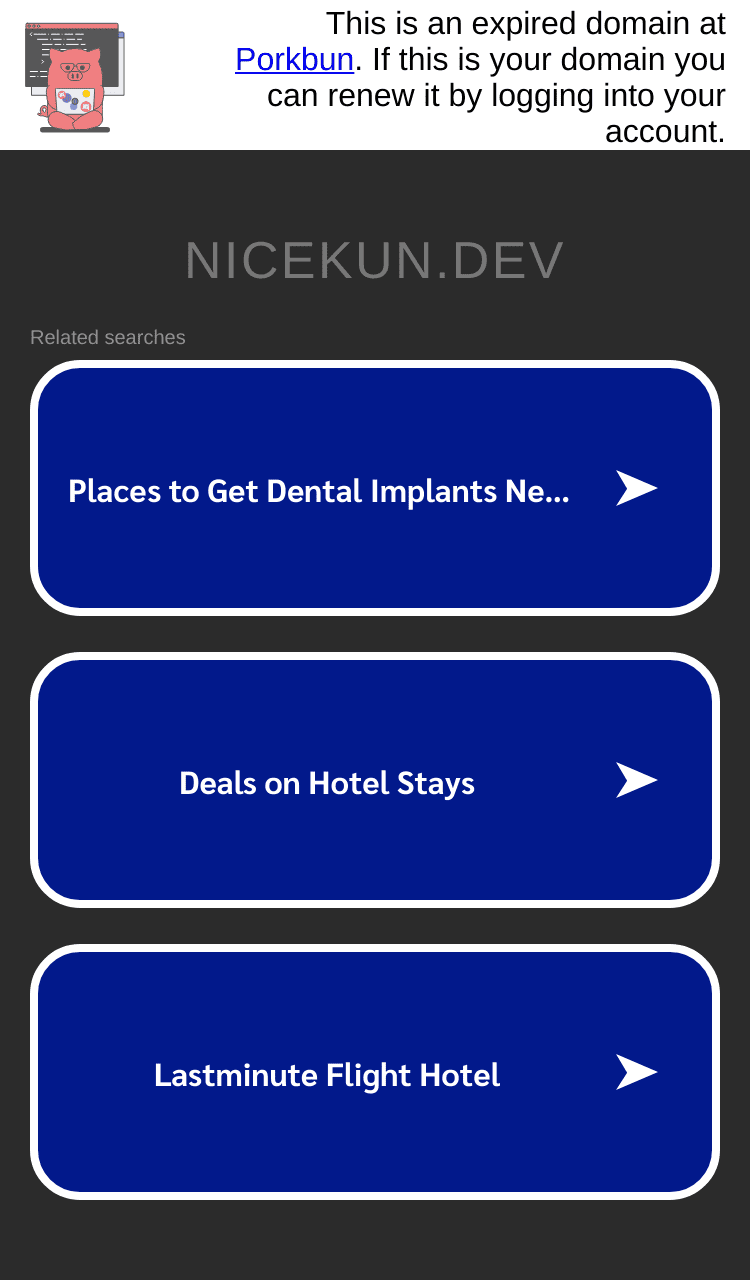 This is an expired domain at
Porkbun. If this is your domain you
can renew it by logging into your
account.
NICEKUN.DEV
Related searches
Places to Get Dental Implants Ne...
Deals on Hotel Stays
Lastminute Flight Hotel